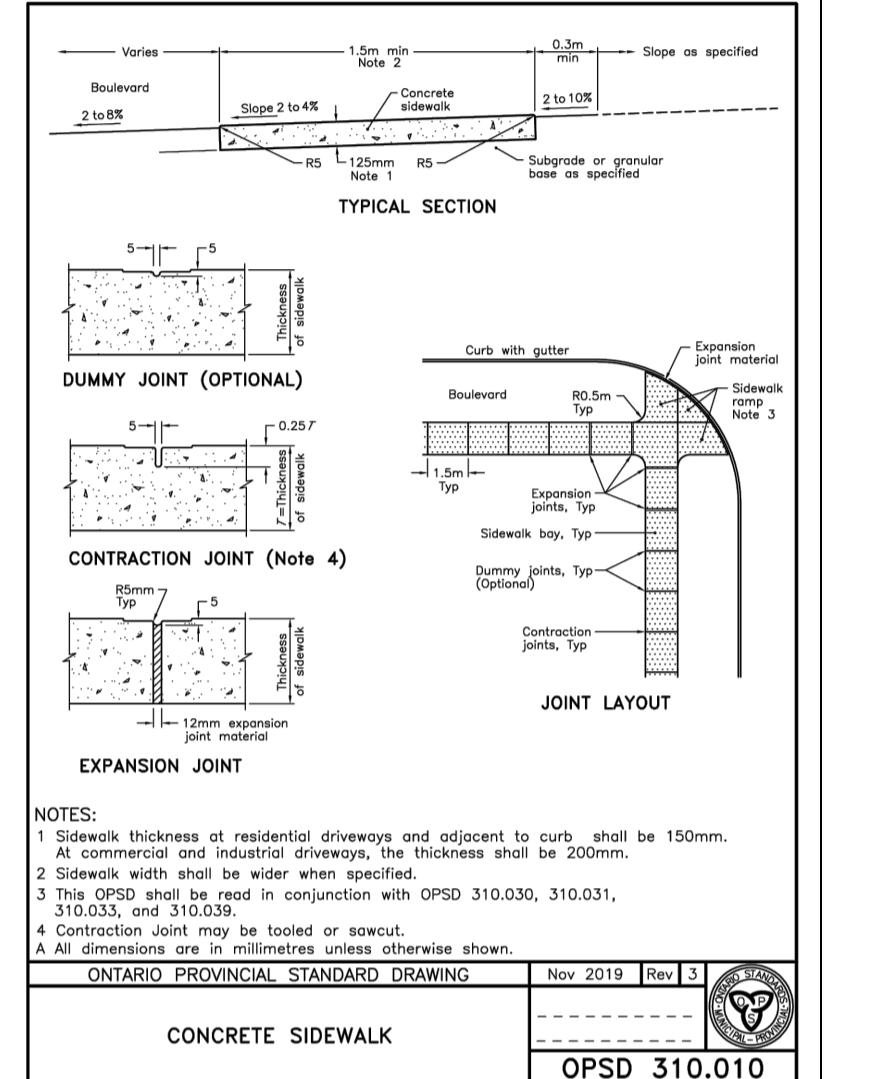 Varies
1.5m min
Note 2
0.3m
min
Slope as specified
Boulevard
2 to 8%
Slope 2 to 4%
Concrete
sidewalk
2 to 10%
R5
125mm
Note 1
R5
Subgrade or granular
base as specified
TYPICAL SECTION
5
5
Thickness
of sidewalk
DUMMY JOINT (OPTIONAL)
5
0.25T
T=Thickness
of sidewalk
CONTRACTION JOINT (Note 4)
R5mm
Typ
5
Thickness
of sidewalk
12mm expansion
joint material
EXPANSION JOINT
Curb with gutter
Expansion
joint material
Boulevard
R0.5m
Typ
Sidewalk
ramp
Note 3
1.5m
Typ
Expansion
joints, Typ
Sidewalk bay, Typ
Dummy joints, Typ
(Optional)
Contraction
joints, Typ
JOINT LAYOUT
NOTES:
1 Sidewalk thickness at residential driveways and adjacent to curb shall be 150mm.
At commercial and industrial driveways, the thickness shall be 200mm.
2 Sidewalk width shall be wider when specified.
3 This OPSD shall be read in conjunction with OPSD 310.030, 310.031,
310.033, and 310.039.
4 Contraction Joint may be tooled or sawcut.
A All dimensions are in millimetres unless otherwise shown.
ONTARIO PROVINCIAL STANDARD DRAWING
Nov 2019
Rev
3
ONTARIO STANDARDS
MUNICIPAL - PROVINCIAL
O P S
CONCRETE SIDEWALK
OPSD 310.010